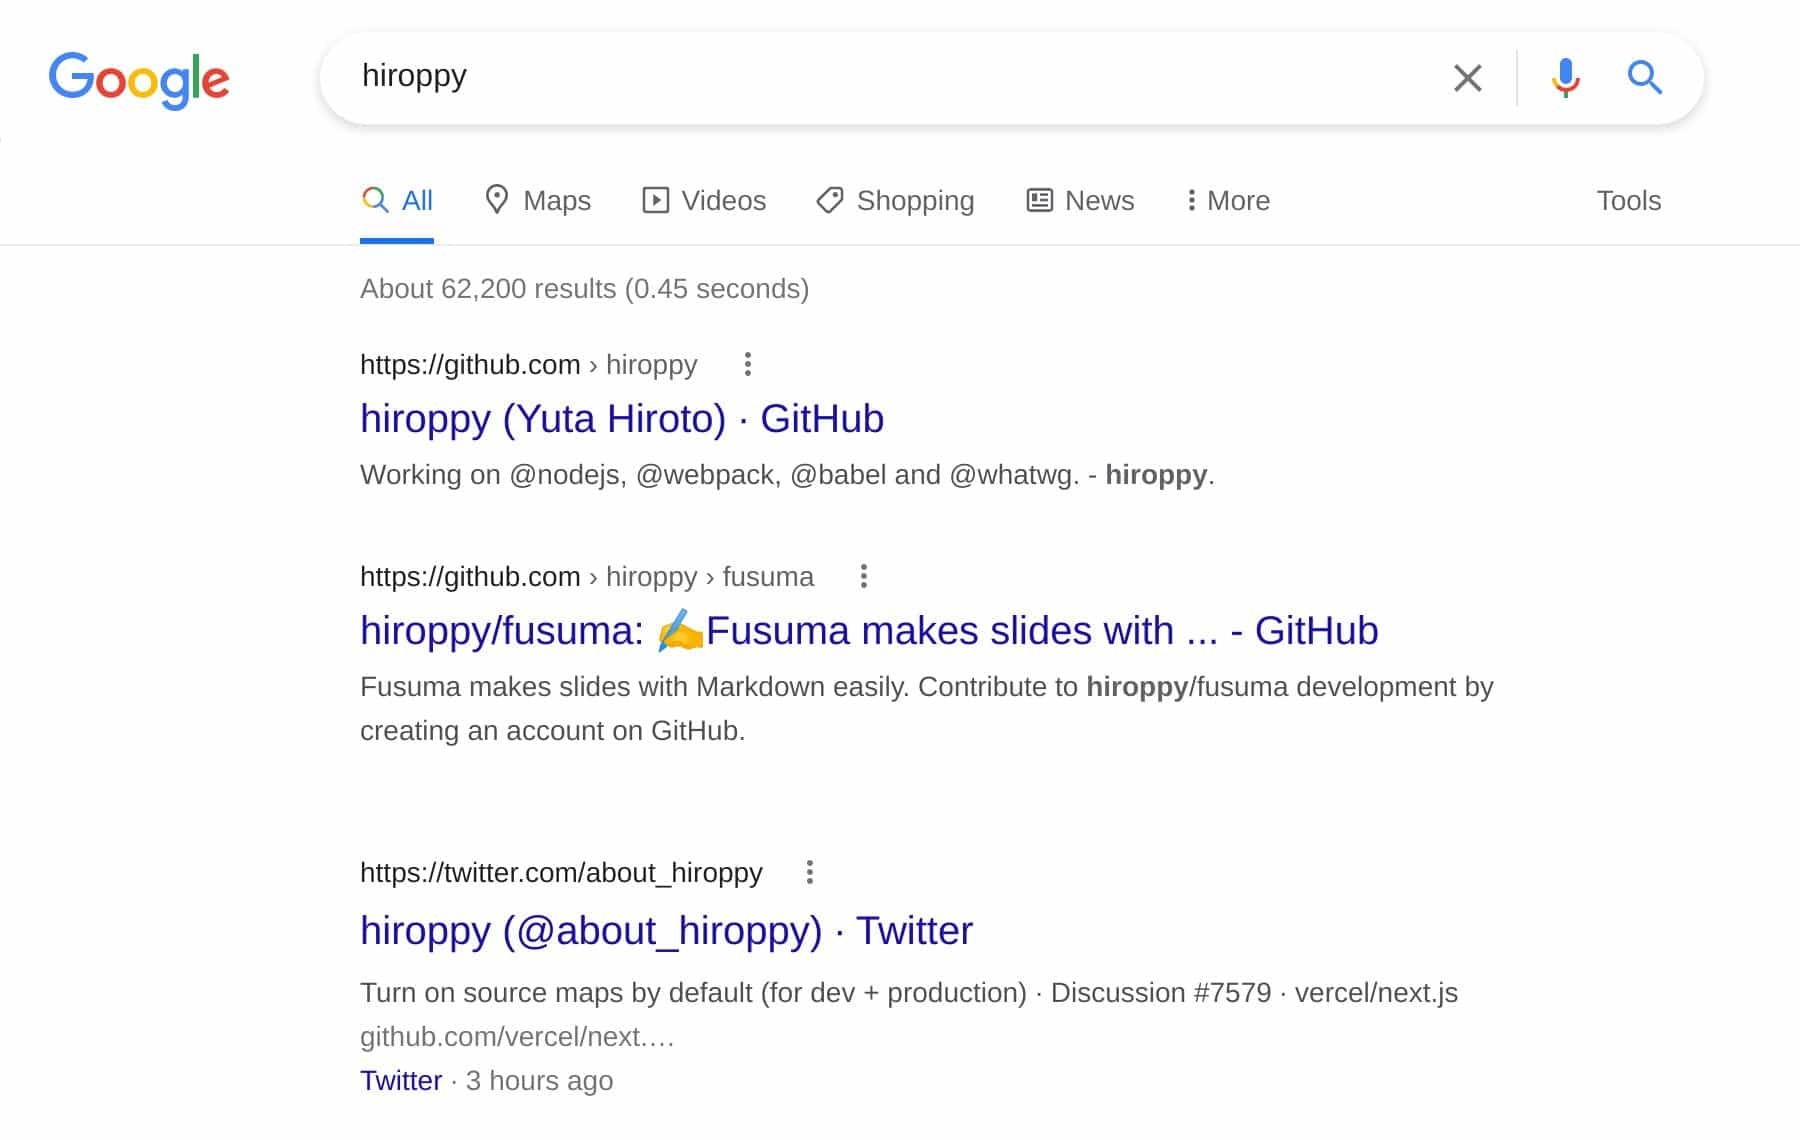 Google
hiroppy
All Maps Videos Shopping News More Tools
About 62,200 results (0.45 seconds)
https://github.com › hiroppy
hiroppy (Yuta Hiroto) · GitHub
Working on @nodejs, @webpack, @babel and @whatwg. - hiroppy.
https://github.com › hiroppy › fusuma
hiroppy/fusuma: ✍️Fusuma makes slides with ... - GitHub
Fusuma makes slides with Markdown easily. Contribute to hiroppy/fusuma development by
creating an account on GitHub.
https://twitter.com/about_hiroppy
hiroppy (@about_hiroppy) · Twitter
Turn on source maps by default (for dev + production) · Discussion #7579 · vercel/next.js
github.com/vercel/next.…
Twitter · 3 hours ago